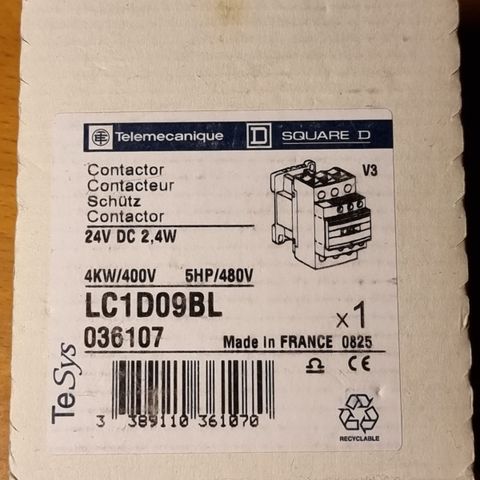 Telemecanique SQUARE D
Contactor
Contacteur
Schütz
Contactor
V3
24V DC 2,4W
4KW/400V 5HP/480V
LC1D09BL
036107
x1
Made in FRANCE 0825
CE
TeSys
3 389110 361070
RECYCLABLE